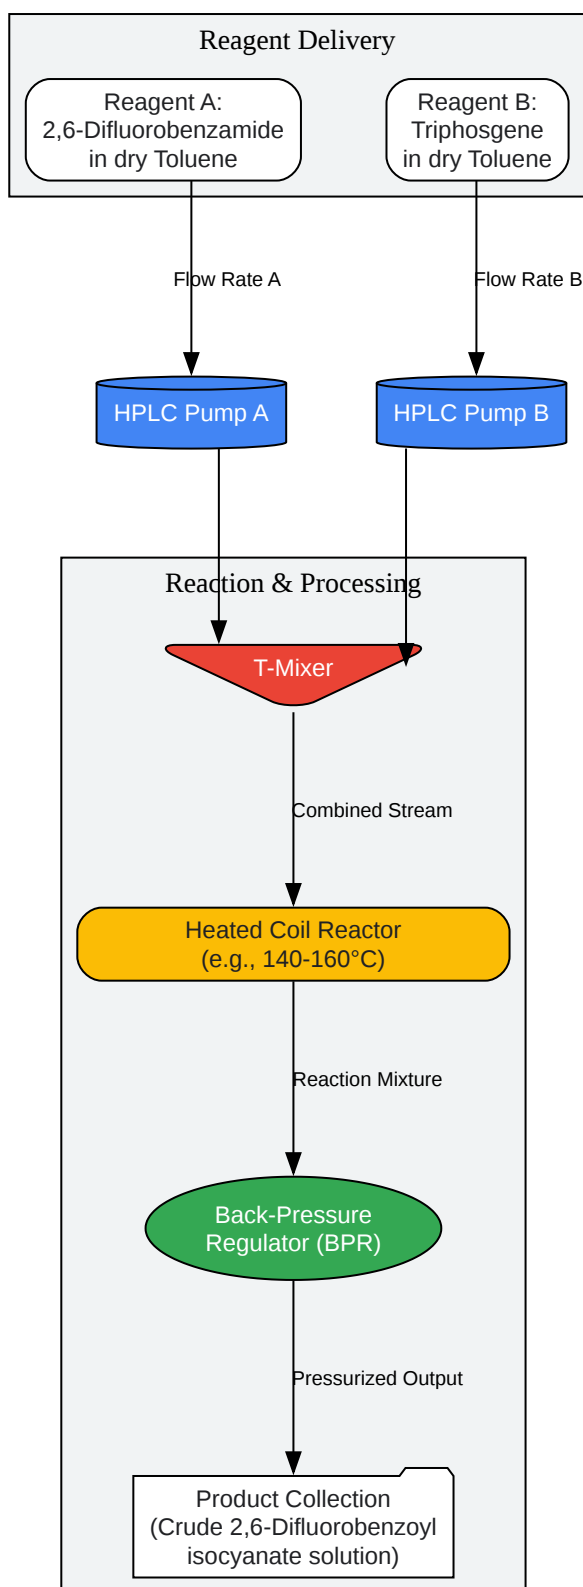 Reagent Delivery
Reagent A:
2,6-Difluorobenzamide
in dry Toluene
Reagent B:
Triphosgene
in dry Toluene
Flow Rate A
Flow Rate B
HPLC Pump A
HPLC Pump B
Reaction & Processing
T-Mixer
Combined Stream
Heated Coil Reactor
(e.g., 140-160°C)
Reaction Mixture
Back-Pressure
Regulator (BPR)
Pressurized Output
Product Collection
(Crude 2,6-Difluorobenzoyl
isocyanate solution)